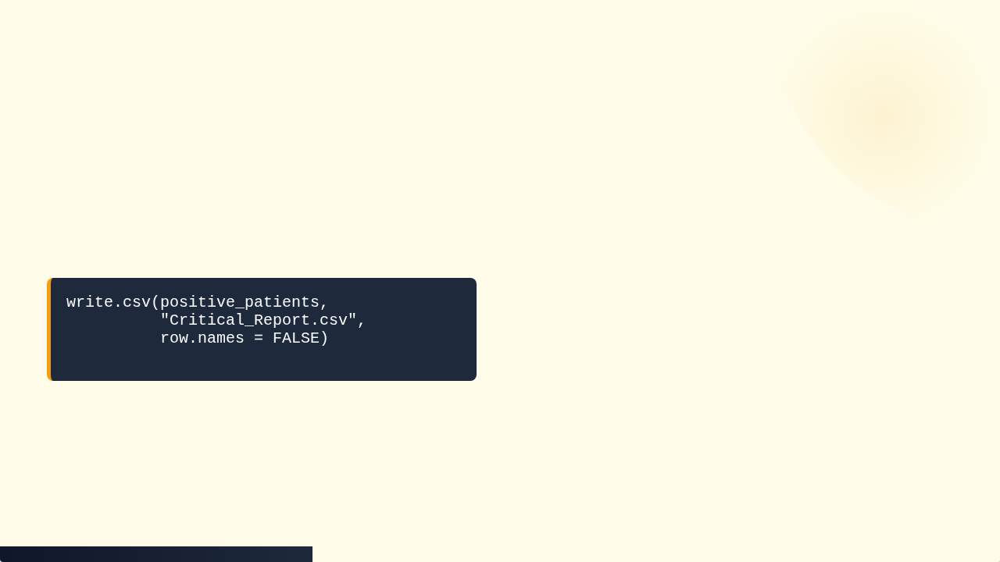 write.csv(positive_patients,
"Critical_Report.csv",
row.names = FALSE)